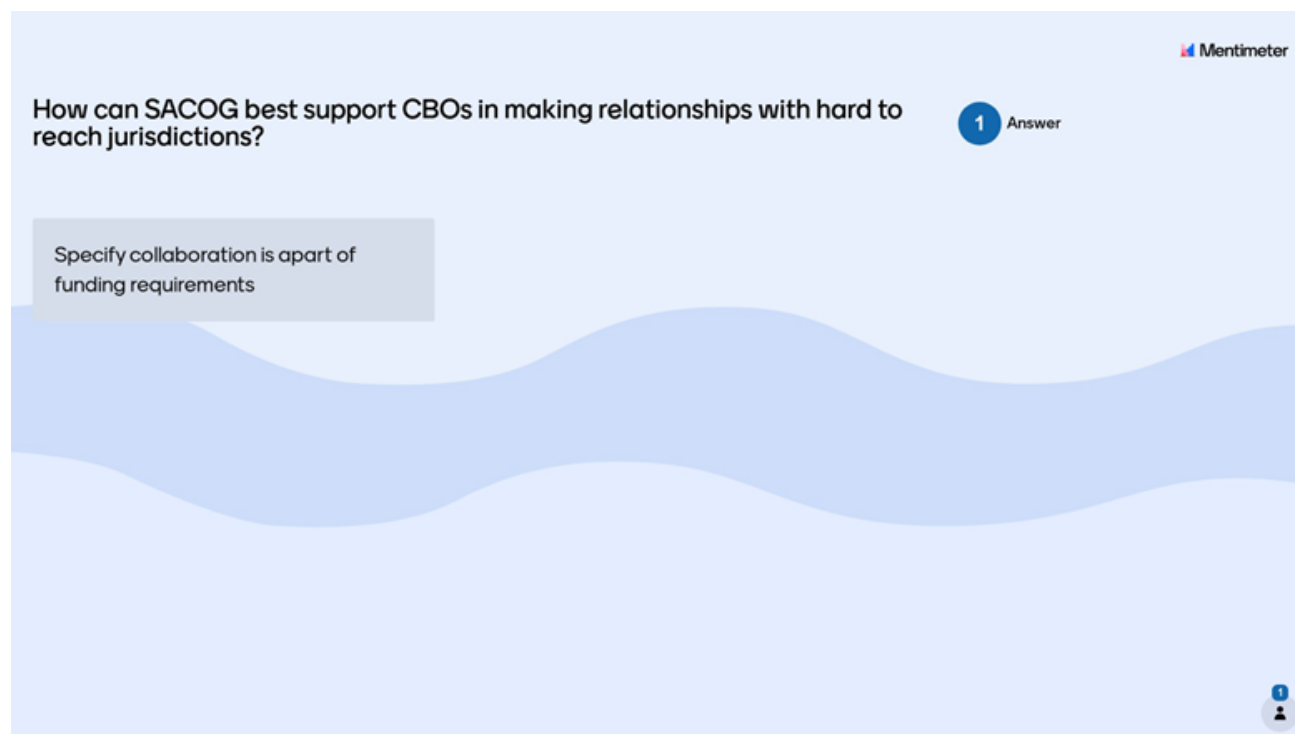 Mentimeter
How can SACOG best support CBOs in making relationships with hard to
reach jurisdictions?
1 Answer
Specify collaboration is apart of
funding requirements
1